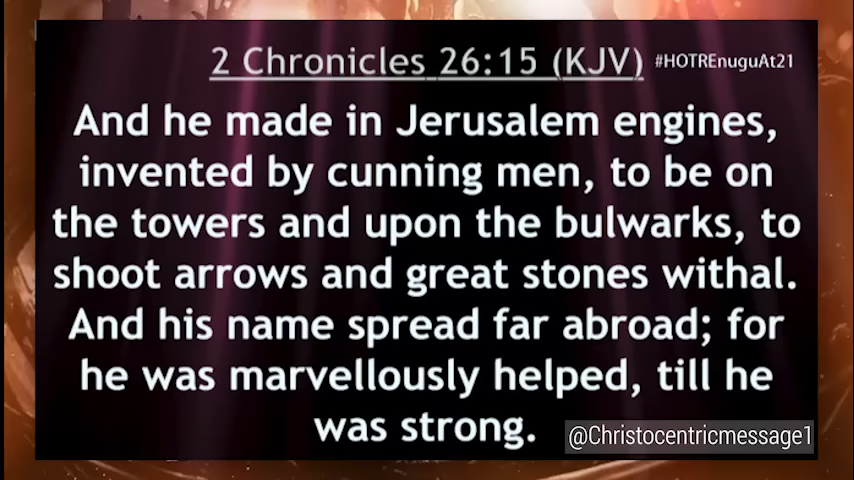 2 Chronicles 26:15 (KJV) #HOTREnuguAt21
And he made in Jerusalem engines,
invented by cunning men, to be on
the towers and upon the bulwarks, to
shoot arrows and great stones withal.
And his name spread far abroad; for
he was marvellously helped, till he
was strong.
@Christocentricmessage1